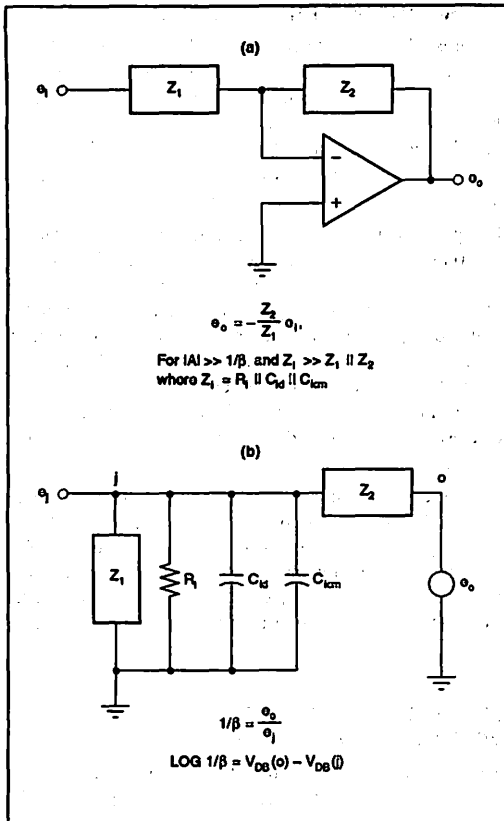 (a)
e_i
Z_1
Z_2
−
+
e_o
e_o = −Z_2/Z_1 e_i,
For |A| >> 1/β and Z_I >> Z_1 || Z_2
where Z_I = R_I || C_id || C_icm
(b)
e_j
j
Z_2
o
Z_1
R_I
C_id
C_icm
e_o
1/β = e_o/e_j
LOG 1/β = V_DB(o) − V_DB(j)